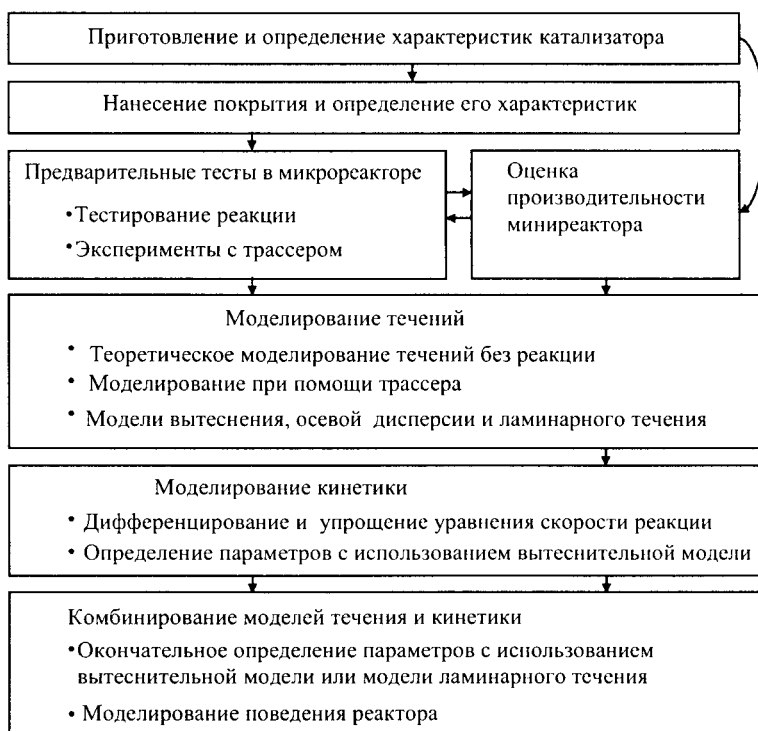 Приготовление и определение характеристик катализатора
Нанесение покрытия и определение его характеристик
Предварительные тесты в микрореакторе
•Тестирование реакции
•Эксперименты с трассером
Оценка
производительности
миниреактора
Моделирование течений
• Теоретическое моделирование течений без реакции
• Моделирование при помощи трассера
• Модели вытеснения, осевой дисперсии и ламинарного течения
Моделирование кинетики
• Дифференцирование и упрощение уравнения скорости реакции
• Определение параметров с использованием вытеснительной модели
Комбинирование моделей течения и кинетики
•Окончательное определение параметров с использованием
вытеснительной модели или модели ламинарного течения
• Моделирование поведения реактора